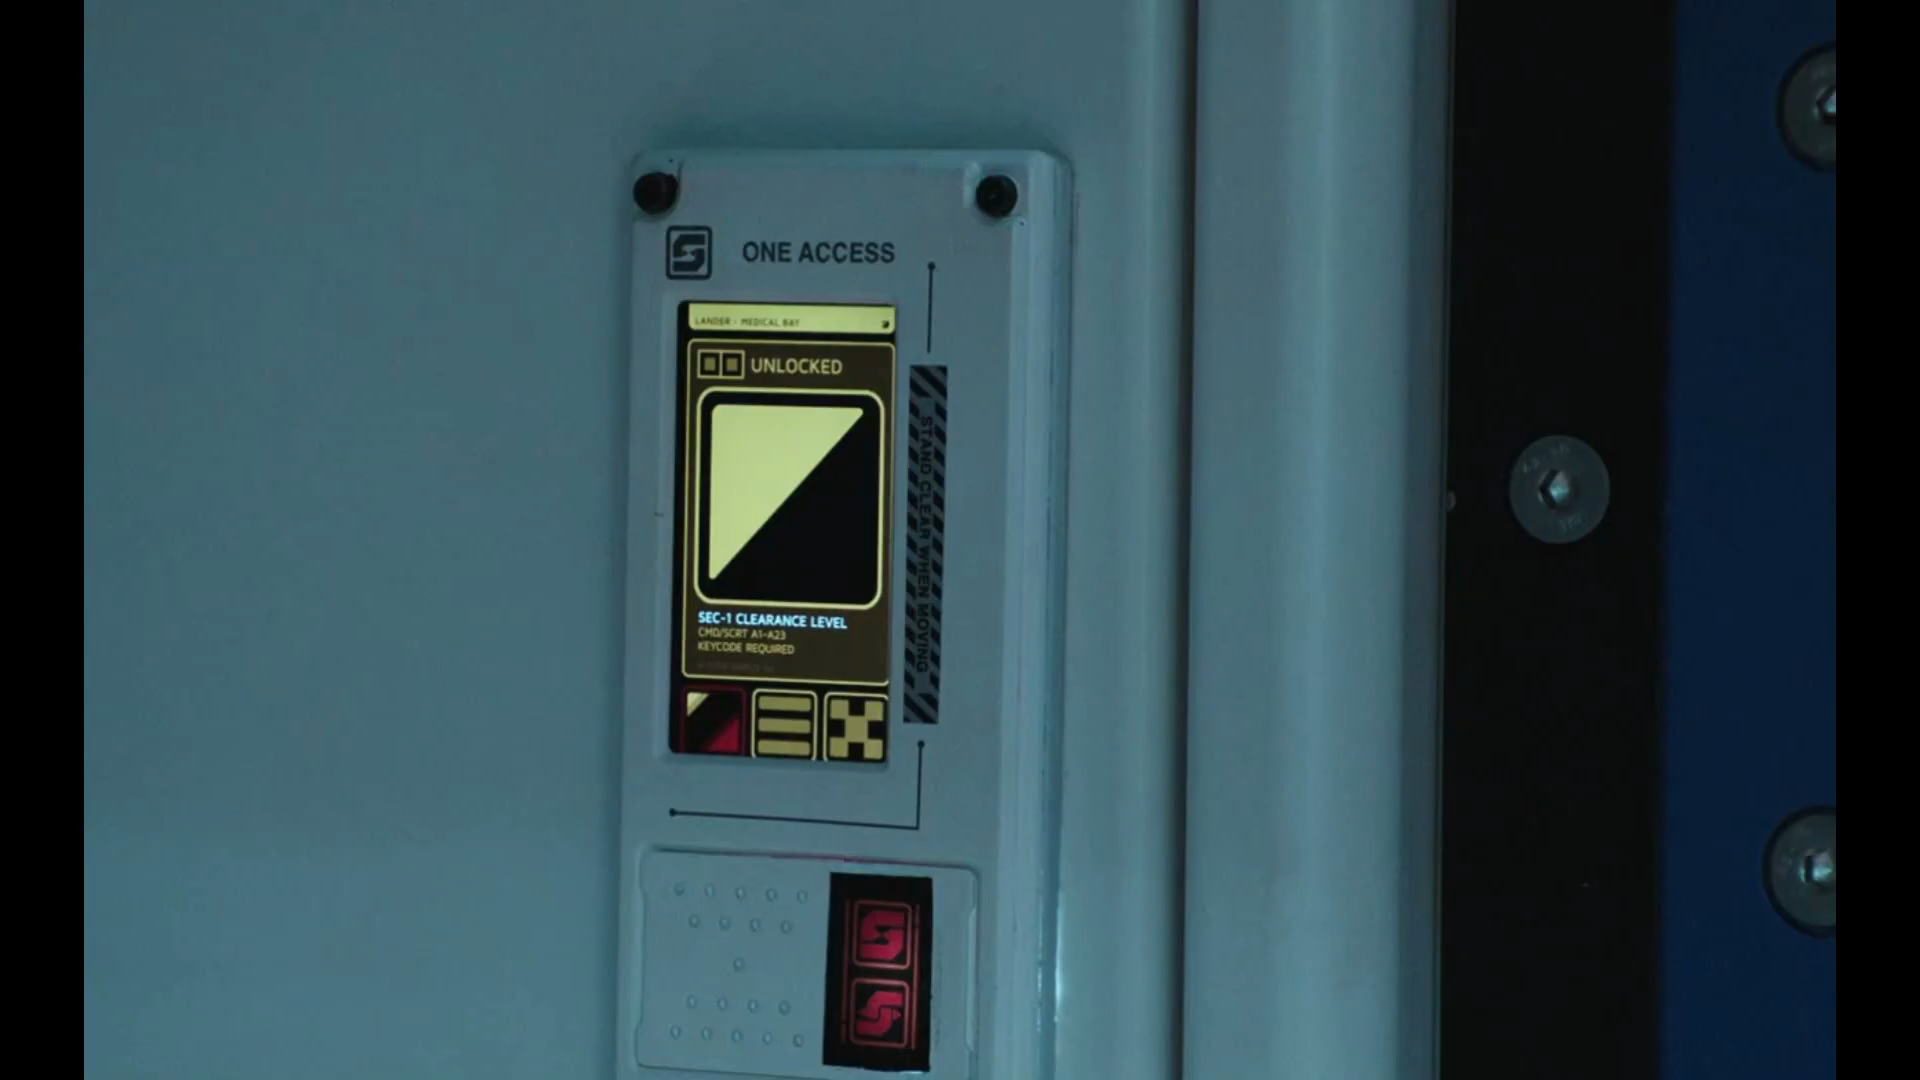 ONE ACCESS
LANDER - MEDICAL BAY
UNLOCKED
STAND CLEAR WHEN MOVING
SEC-1 CLEARANCE LEVEL
CMD/SCRT A1-A23
KEYCODE REQUIRED